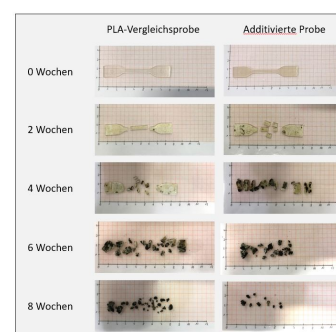 PLA-Vergleichsprobe Additivierte Probe
0 Wochen
2 Wochen
4 Wochen
6 Wochen
8 Wochen